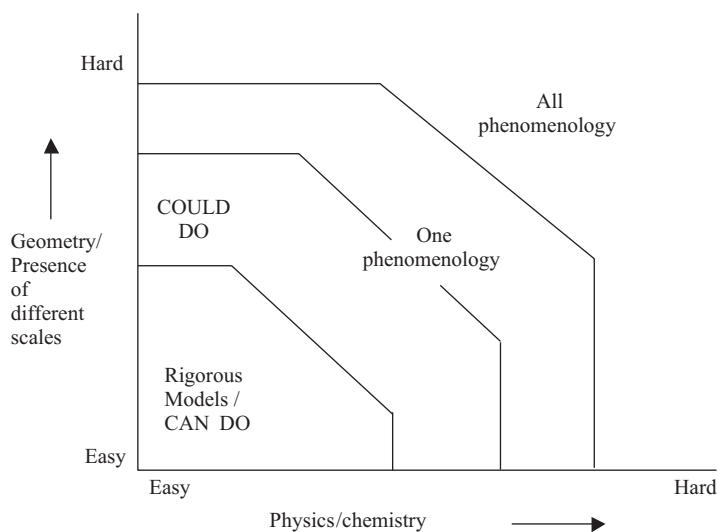 Hard
All
phenomenology
COULD
DO
Geometry/
Presence
of
different
scales
One
phenomenology
Rigorous
Models /
CAN DO
Easy
Easy
Hard
Physics/chemistry